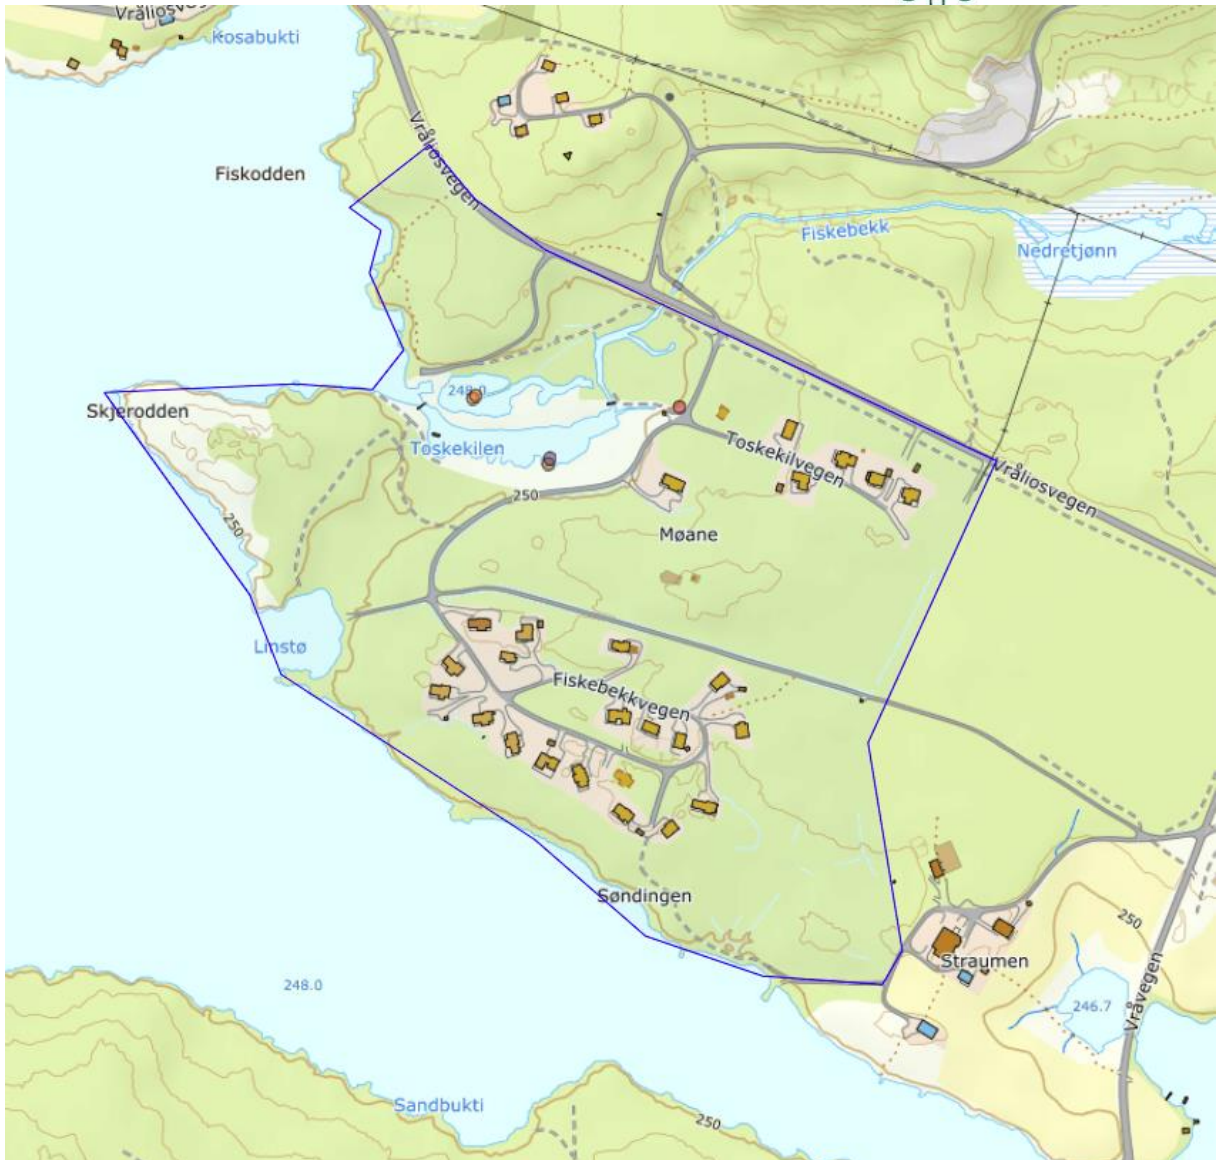 Vråliosvegen
Kosabukti
Vråliosvegen
Fiskodden
Fiskebekk
Nedretjønn
248.0
Skjerodden
Toskekilen
Toskekilvegen
Vråliosvegen
250
250
Møane
Linstø
Fiskebekkvegen
Søndingen
250
Straumen
248.0
246.7
Vråvegen
Sandbukti
250